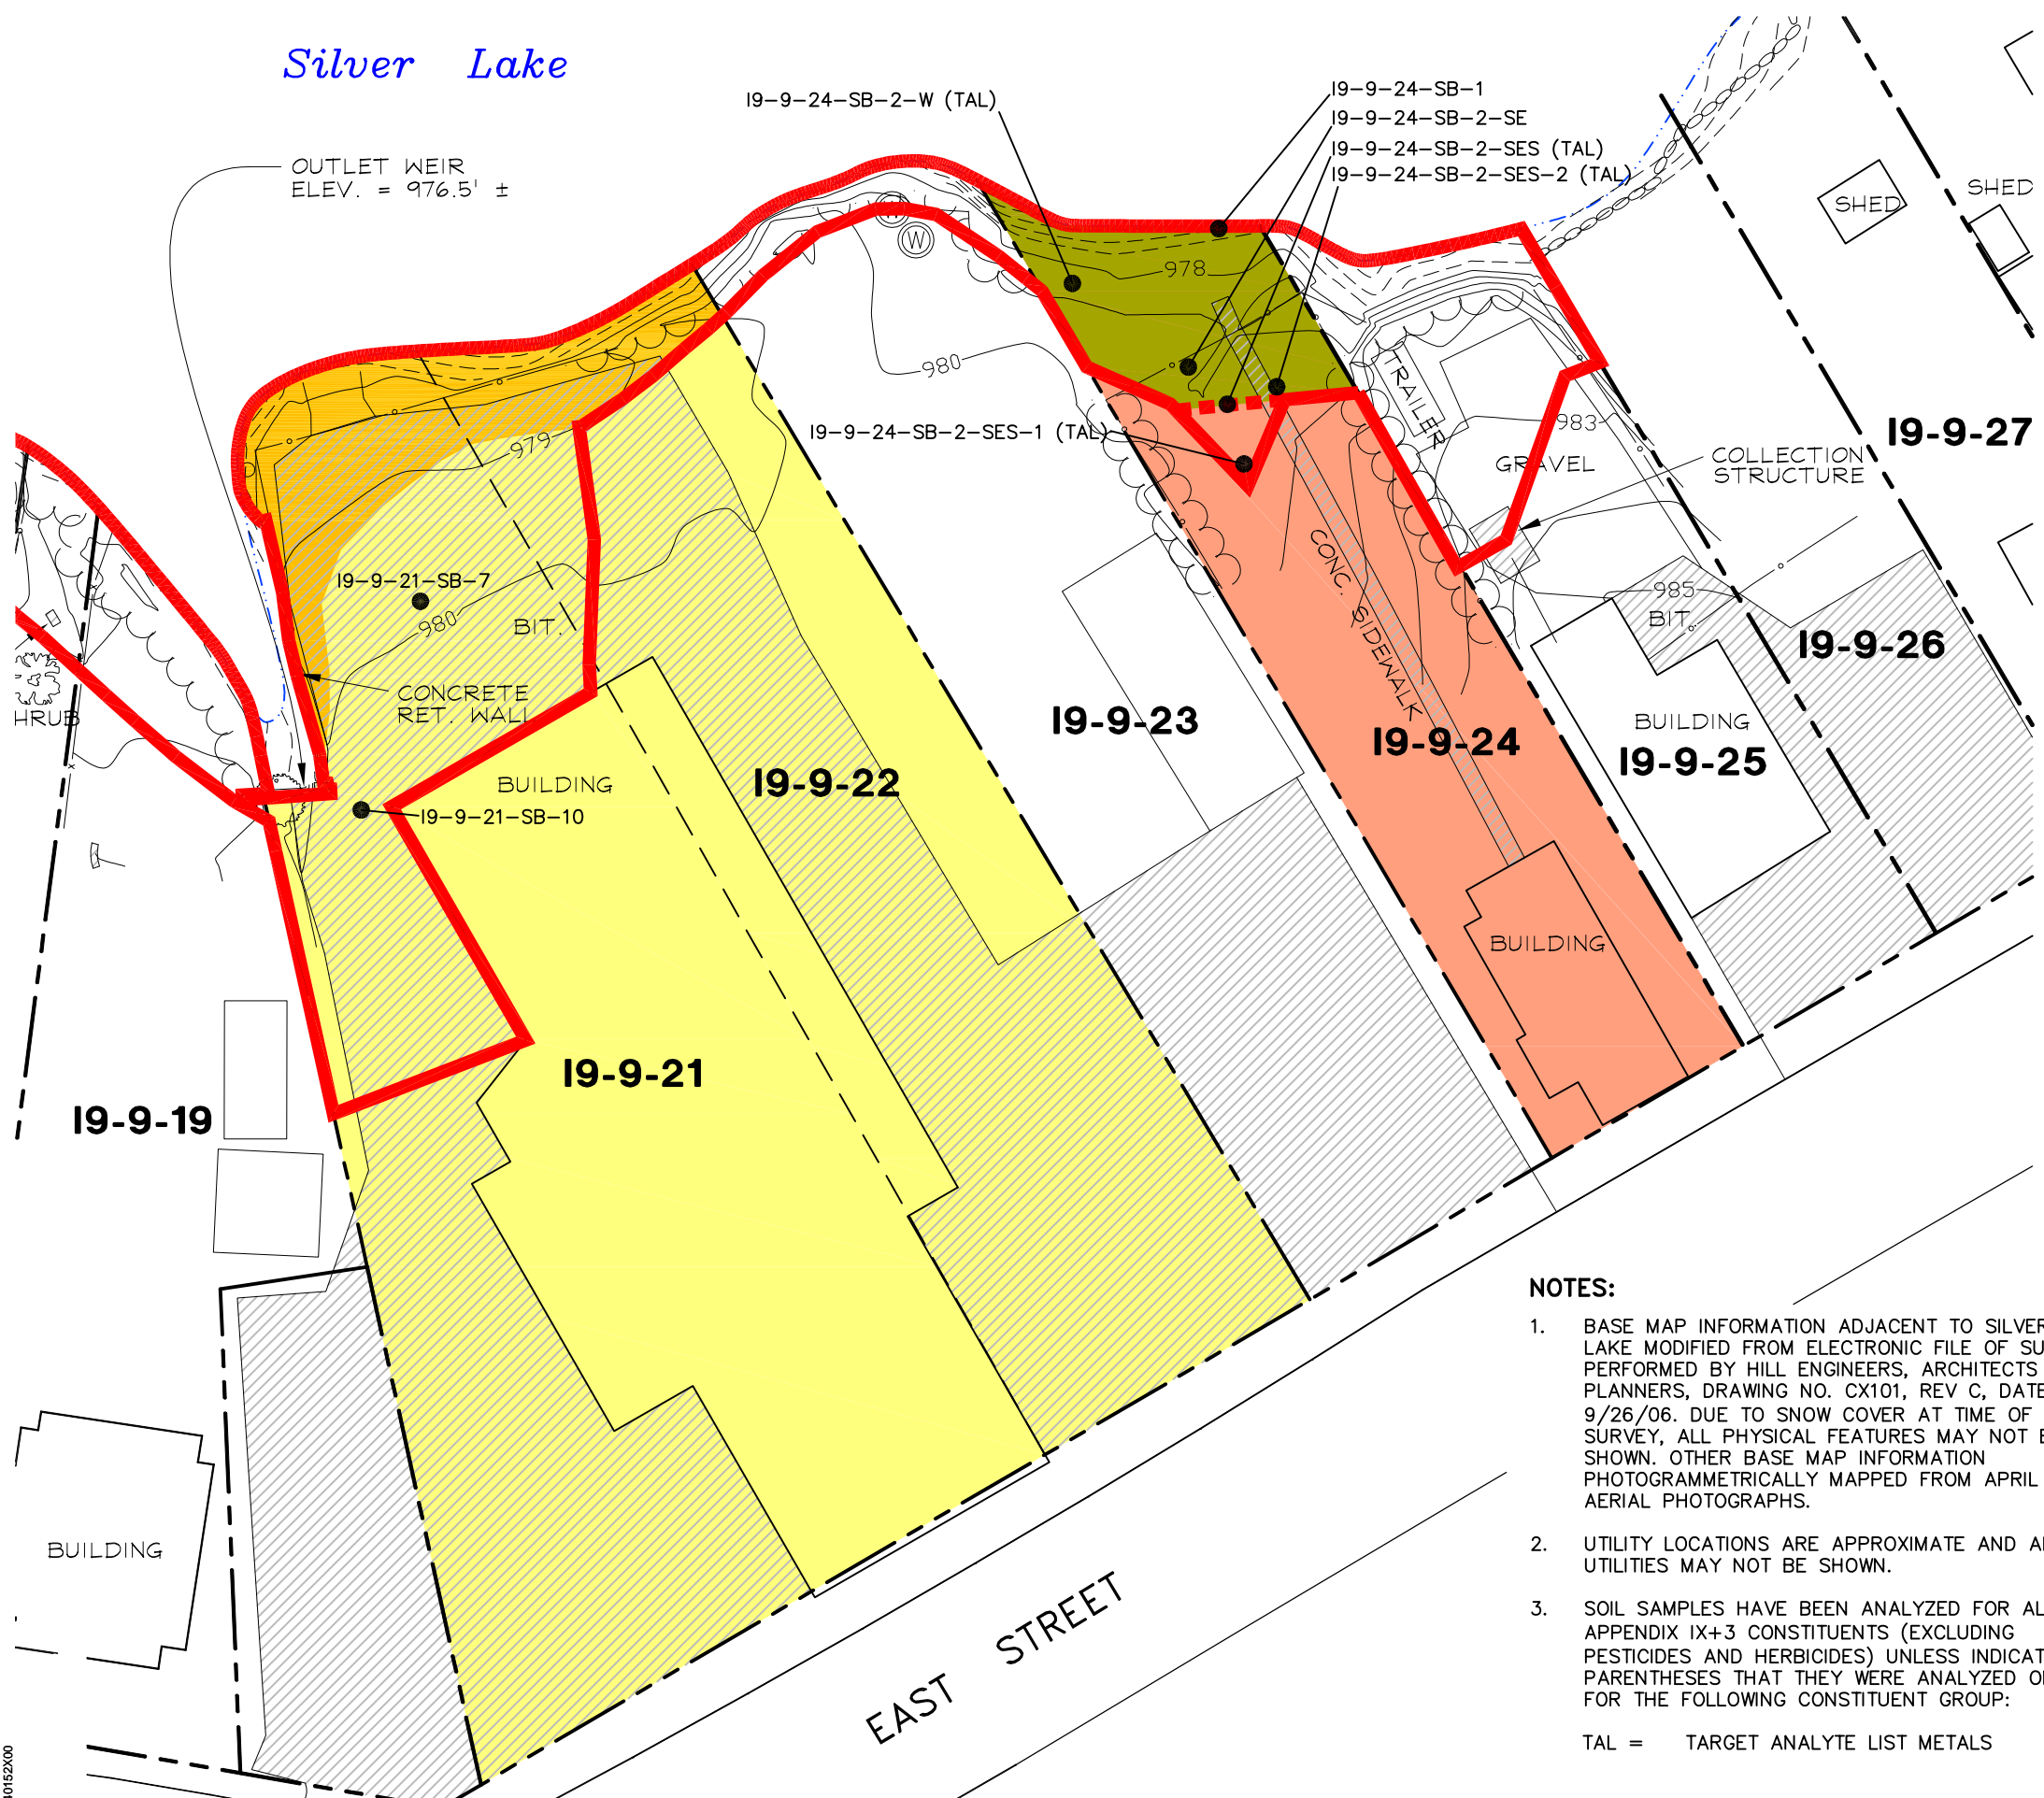 Silver Lake
I9-9-24-SB-2-W (TAL)
I9-9-24-SB-1
I9-9-24-SB-2-SE
I9-9-24-SB-2-SES (TAL)
I9-9-24-SB-2-SES-2 (TAL)
OUTLET WEIR
ELEV. = 976.5' ±
SHED
SHED
W
W
978
980
TRAILER
983
GRAVEL
COLLECTION
STRUCTURE
I9-9-27
I9-9-24-SB-2-SES-1 (TAL)
979
I9-9-21-SB-7
980
BIT.
CONC. SIDEWALK
985
BIT.
I9-9-26
CONCRETE
RET. WALL
HRUB
I9-9-23
I9-9-24
BUILDING
I9-9-25
BUILDING
I9-9-22
I9-9-21-SB-10
BUILDING
I9-9-21
I9-9-19
BUILDING
EAST STREET
NOTES:
1. BASE MAP INFORMATION ADJACENT TO SILVER
LAKE MODIFIED FROM ELECTRONIC FILE OF SU
PERFORMED BY HILL ENGINEERS, ARCHITECTS
PLANNERS, DRAWING NO. CX101, REV C, DATE
9/26/06. DUE TO SNOW COVER AT TIME OF
SURVEY, ALL PHYSICAL FEATURES MAY NOT B
SHOWN. OTHER BASE MAP INFORMATION
PHOTOGRAMMETRICALLY MAPPED FROM APRIL
AERIAL PHOTOGRAPHS.
2. UTILITY LOCATIONS ARE APPROXIMATE AND A
UTILITIES MAY NOT BE SHOWN.
3. SOIL SAMPLES HAVE BEEN ANALYZED FOR AL
APPENDIX IX+3 CONSTITUENTS (EXCLUDING
PESTICIDES AND HERBICIDES) UNLESS INDICAT
PARENTHESES THAT THEY WERE ANALYZED O
FOR THE FOLLOWING CONSTITUENT GROUP:
TAL = TARGET ANALYTE LIST METALS
40152X00